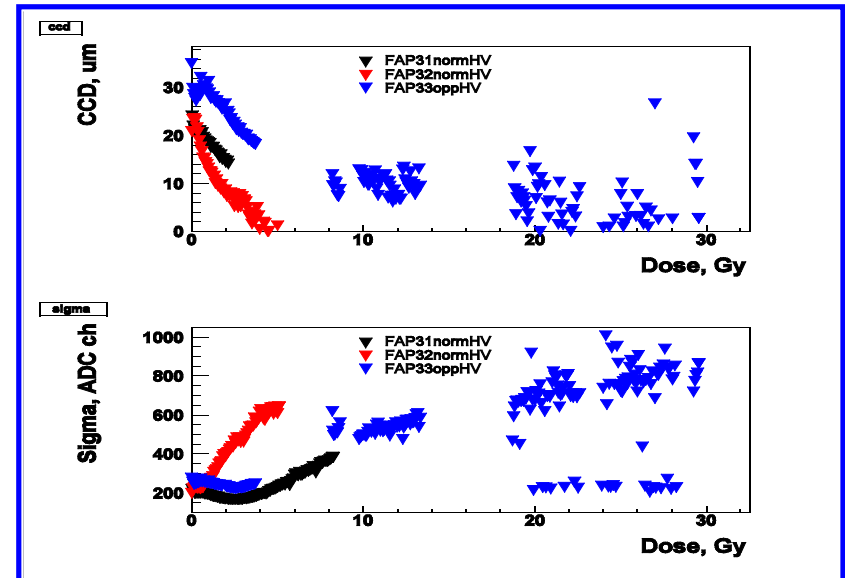 ccd
CCD, um
FAP31normHV
FAP32normHV
FAP33oppHV
30
20
10
0
0 10 20 30
Dose, Gy
sigma
Sigma, ADC ch
FAP31normHV
FAP32normHV
FAP33oppHV
1000
800
600
400
200
0 10 20 30
Dose, Gy